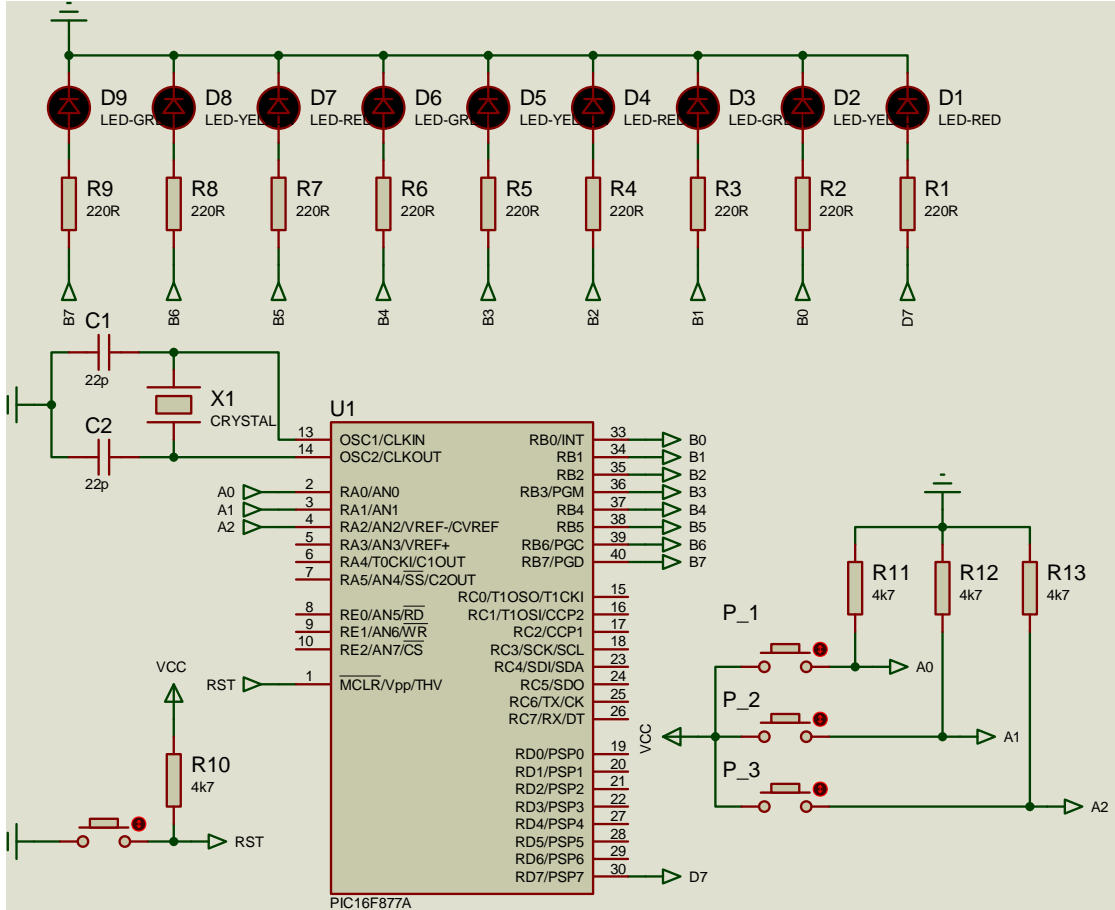 D9
LED-GRE
D8
LED-YEL
D7
LED-RED
D6
LED-GRE
D5
LED-YEL
D4
LED-RED
D3
LED-GRE
D2
LED-YEL
D1
LED-RED
R9
220R
R8
220R
R7
220R
R6
220R
R5
220R
R4
220R
R3
220R
R2
220R
R1
220R
B7
B6
B5
B4
B3
B2
B1
B0
D7
C1
22p
X1
CRYSTAL
C2
22p
U1
13 OSC1/CLKIN
14 OSC2/CLKOUT
A0 2 RA0/AN0
A1 3 RA1/AN1
A2 4 RA2/AN2/VREF-/CVREF
5 RA3/AN3/VREF+
6 RA4/T0CKI/C1OUT
7 RA5/AN4/SS/C2OUT
8 RE0/AN5/RD
9 RE1/AN6/WR
10 RE2/AN7/CS
RST 1 MCLR/Vpp/THV
RB0/INT 33 B0
RB1 34 B1
RB2 35 B2
RB3/PGM 36 B3
RB4 37 B4
RB5 38 B5
RB6/PGC 39 B6
RB7/PGD 40 B7
RC0/T1OSO/T1CKI 15
RC1/T1OSI/CCP2 16
RC2/CCP1 17
RC3/SCK/SCL 18
RC4/SDI/SDA 23
RC5/SDO 24
RC6/TX/CK 25
RC7/RX/DT 26
RD0/PSP0 19
RD1/PSP1 20
RD2/PSP2 21
RD3/PSP3 22
RD4/PSP4 27
RD5/PSP5 28
RD6/PSP6 29
RD7/PSP7 30 D7
PIC16F877A
VCC
R10
4k7
RST
R11
4k7
R12
4k7
R13
4k7
P_1
A0
P_2
VCC
A1
P_3
A2